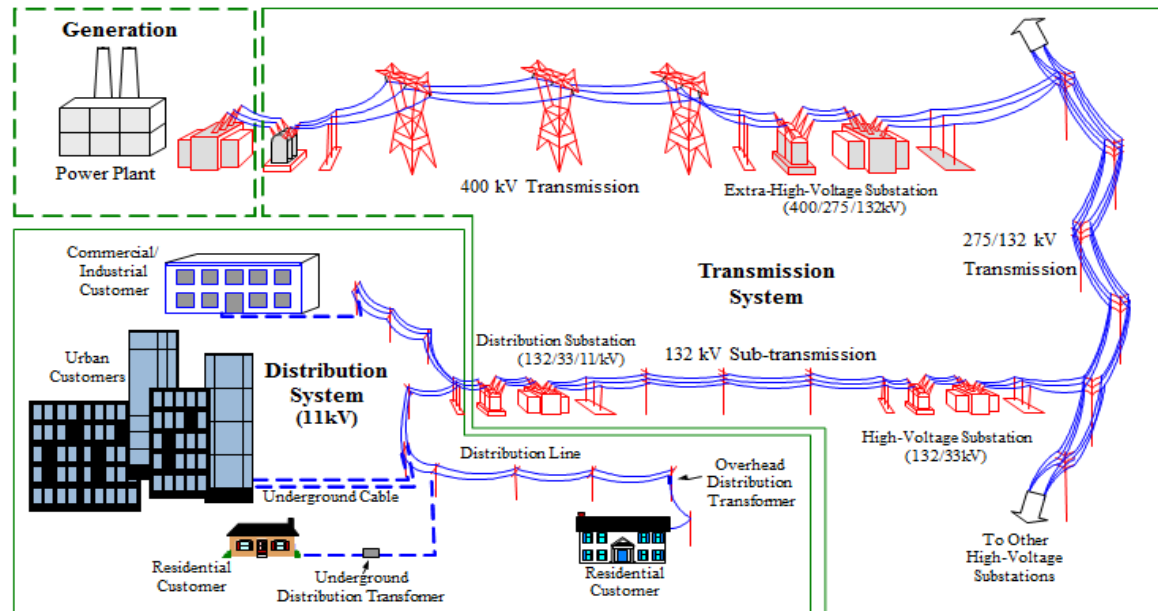 Generation
Power Plant
400 kV Transmission
Extra-High-Voltage Substation
(400/275/132kV)
275/132 kV
Transmission
Transmission
System
Commercial/
Industrial
Customer
Urban
Customers
Distribution
System
(11kV)
Distribution Substation
(132/33/11/kV)
132 kV Sub-transmission
High-Voltage Substation
(132/33kV)
Distribution Line
Overhead
Distribution
Transfomer
Underground Cable
Residential
Customer
Underground
Distribution Transfomer
Residential
Customer
To Other
High-Voltage
Substations